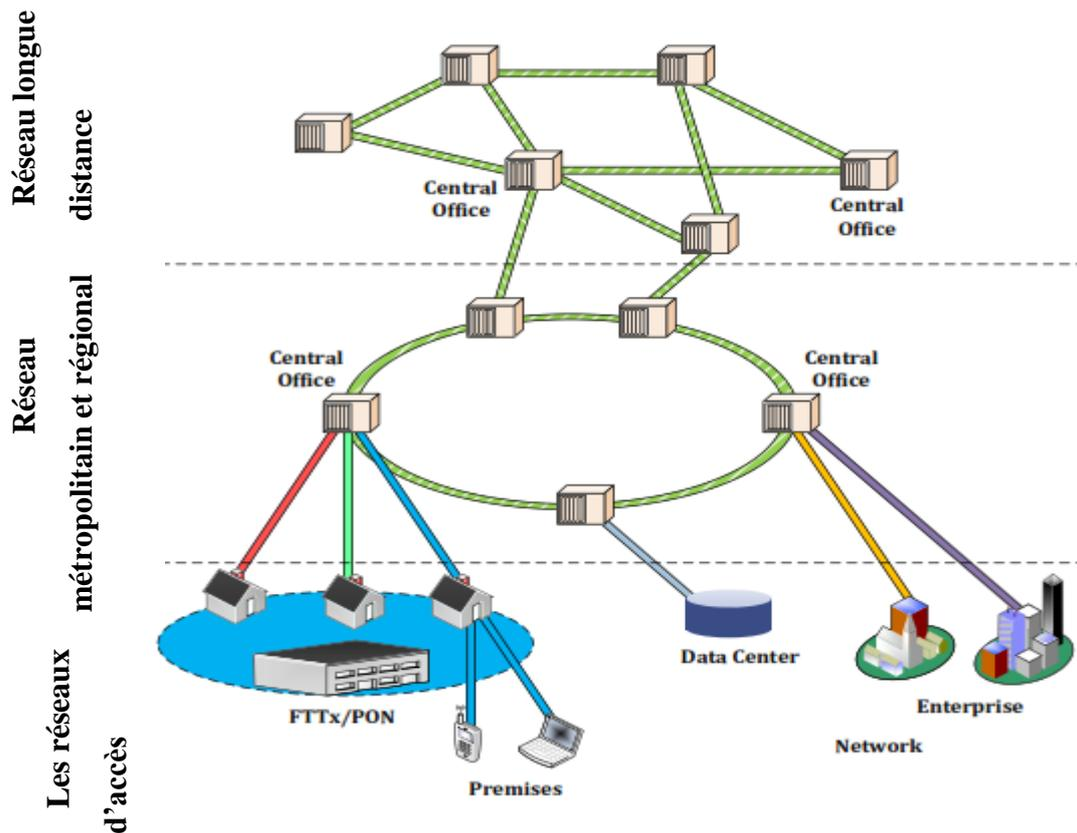 Réseau longue
distance
Central
Office
Central
Office
Réseau
métropolitain et régional
Central
Office
Central
Office
Les réseaux
d’accès
FTTx/PON
Premises
Data Center
Enterprise
Network